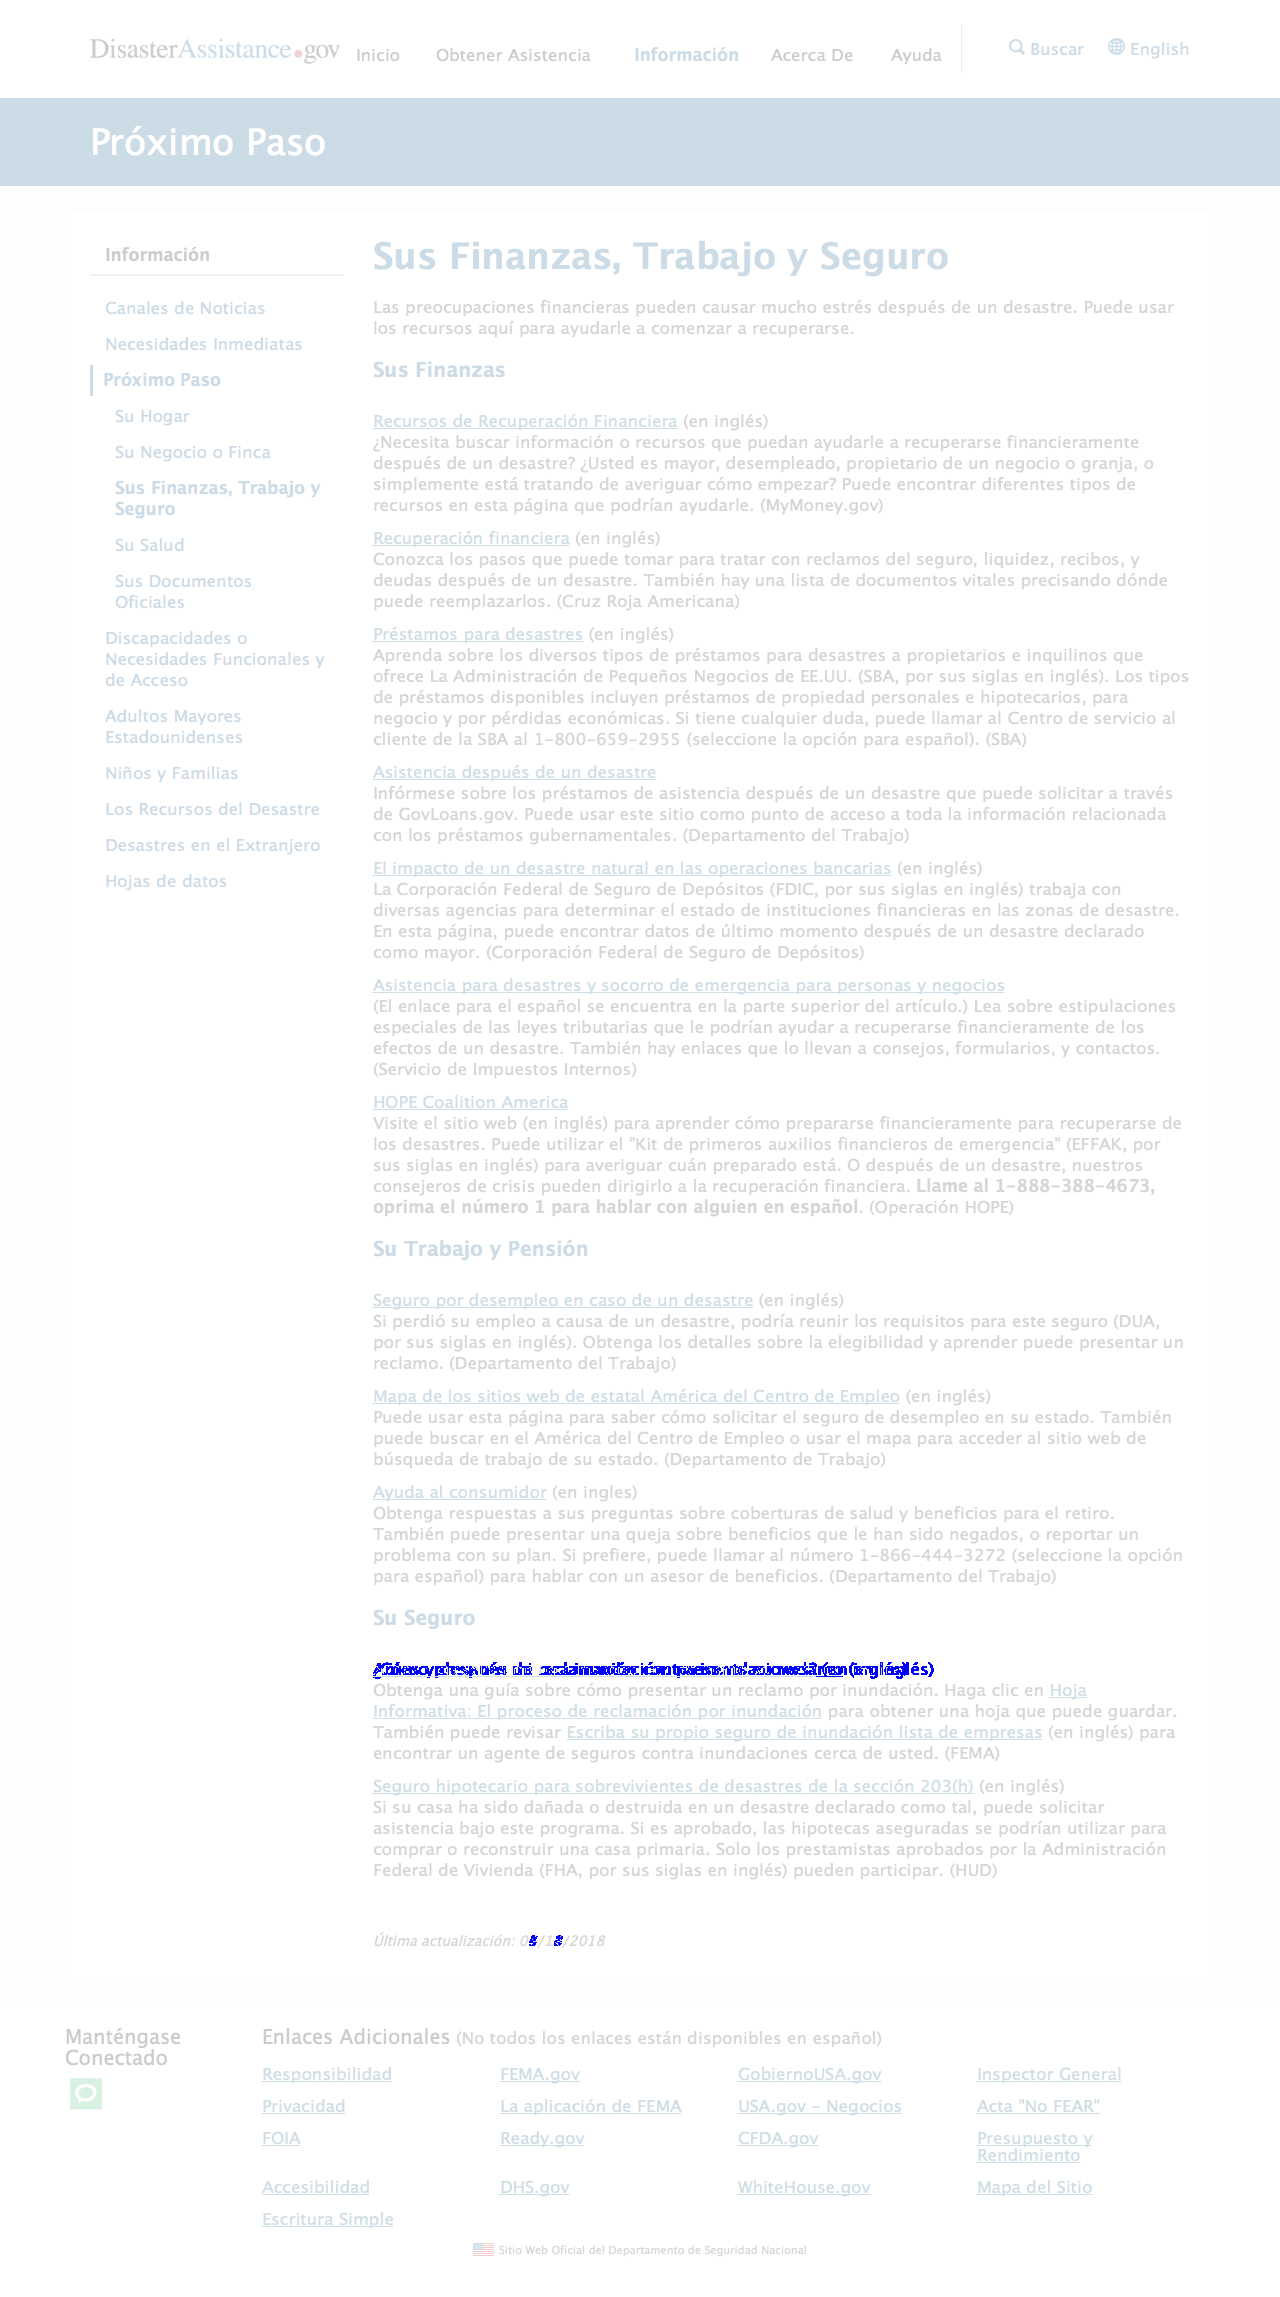 DisasterAssistance.gov Inicio Obtener Asistencia Información Acerca De Ayuda Buscar English
Próximo Paso
Información
Canales de Noticias
Necesidades Inmediatas
Próximo Paso
Su Hogar
Su Negocio o Finca
Sus Finanzas, Trabajo y
Seguro
Su Salud
Sus Documentos
Oficiales
Discapacidades o
Necesidades Funcionales y
de Acceso
Adultos Mayores
Estadounidenses
Niños y Familias
Los Recursos del Desastre
Desastres en el Extranjero
Hojas de datos
Sus Finanzas, Trabajo y Seguro
Las preocupaciones financieras pueden causar mucho estrés después de un desastre. Puede usar
los recursos aquí para ayudarle a comenzar a recuperarse.
Sus Finanzas
Recursos de Recuperación Financiera (en inglés)
¿Necesita buscar información o recursos que puedan ayudarle a recuperarse financieramente
después de un desastre? ¿Usted es mayor, desempleado, propietario de un negocio o granja, o
simplemente está tratando de averiguar cómo empezar? Puede encontrar diferentes tipos de
recursos en esta página que podrían ayudarle. (MyMoney.gov)
Recuperación financiera (en inglés)
Conozca los pasos que puede tomar para tratar con reclamos del seguro, liquidez, recibos, y
deudas después de un desastre. También hay una lista de documentos vitales precisando dónde
puede reemplazarlos. (Cruz Roja Americana)
Préstamos para desastres (en inglés)
Aprenda sobre los diversos tipos de préstamos para desastres a propietarios e inquilinos que
ofrece La Administración de Pequeños Negocios de EE.UU. (SBA, por sus siglas en inglés). Los tipos
de préstamos disponibles incluyen préstamos de propiedad personales e hipotecarios, para
negocio y por pérdidas económicas. Si tiene cualquier duda, puede llamar al Centro de servicio al
cliente de la SBA al 1-800-659-2955 (seleccione la opción para español). (SBA)
Asistencia después de un desastre
Infórmese sobre los préstamos de asistencia después de un desastre que puede solicitar a través
de GovLoans.gov. Puede usar este sitio como punto de acceso a toda la información relacionada
con los préstamos gubernamentales. (Departamento del Trabajo)
El impacto de un desastre natural en las operaciones bancarias (en inglés)
La Corporación Federal de Seguro de Depósitos (FDIC, por sus siglas en inglés) trabaja con
diversas agencias para determinar el estado de instituciones financieras en las zonas de desastre.
En esta página, puede encontrar datos de último momento después de un desastre declarado
como mayor. (Corporación Federal de Seguro de Depósitos)
Asistencia para desastres y socorro de emergencia para personas y negocios
(El enlace para el español se encuentra en la parte superior del artículo.) Lea sobre estipulaciones
especiales de las leyes tributarias que le podrían ayudar a recuperarse financieramente de los
efectos de un desastre. También hay enlaces que lo llevan a consejos, formularios, y contactos.
(Servicio de Impuestos Internos)
HOPE Coalition America
Visite el sitio web (en inglés) para aprender cómo prepararse financieramente para recuperarse de
los desastres. Puede utilizar el "Kit de primeros auxilios financieros de emergencia" (EFFAK, por
sus siglas en inglés) para averiguar cuán preparado está. O después de un desastre, nuestros
consejeros de crisis pueden dirigirlo a la recuperación financiera. Llame al 1-888-388-4673,
oprima el número 1 para hablar con alguien en español. (Operación HOPE)
Su Trabajo y Pensión
Seguro por desempleo en caso de un desastre (en inglés)
Si perdió su empleo a causa de un desastre, podría reunir los requisitos para este seguro (DUA,
por sus siglas en inglés). Obtenga los detalles sobre la elegibilidad y aprender puede presentar un
reclamo. (Departamento del Trabajo)
Mapa de los sitios web de estatal América del Centro de Empleo (en inglés)
Puede usar esta página para saber cómo solicitar el seguro de desempleo en su estado. También
puede buscar en el América del Centro de Empleo o usar el mapa para acceder al sitio web de
búsqueda de trabajo de su estado. (Departamento de Trabajo)
Ayuda al consumidor (en ingles)
Obtenga respuestas a sus preguntas sobre coberturas de salud y beneficios para el retiro.
También puede presentar una queja sobre beneficios que le han sido negados, o reportar un
problema con su plan. Si prefiere, puede llamar al número 1-866-444-3272 (seleccione la opción
para español) para hablar con un asesor de beneficios. (Departamento del Trabajo)
Su Seguro
Obtenga una guía sobre cómo presentar un reclamo por inundación. Haga clic en Hoja
Informativa: El proceso de reclamación por inundación para obtener una hoja que puede guardar.
También puede revisar Escriba su propio seguro de inundación lista de empresas (en inglés) para
encontrar un agente de seguros contra inundaciones cerca de usted. (FEMA)
Seguro hipotecario para sobrevivientes de desastres de la sección 203(h) (en inglés)
Si su casa ha sido dañada o destruida en un desastre declarado como tal, puede solicitar
asistencia bajo este programa. Si es aprobado, las hipotecas aseguradas se podrían utilizar para
comprar o reconstruir una casa primaria. Solo los prestamistas aprobados por la Administración
Federal de Vivienda (FHA, por sus siglas en inglés) pueden participar. (HUD)
Última actualización:
Manténgase
Conectado
Enlaces Adicionales (No todos los enlaces están disponibles en español)
Responsibilidad FEMA.gov GobiernoUSA.gov Inspector General
Privacidad La aplicación de FEMA USA.gov - Negocios Acta "No FEAR"
FOIA Ready.gov CFDA.gov Presupuesto y
Rendimiento
Accesibilidad DHS.gov WhiteHouse.gov Mapa del Sitio
Escritura Simple
Sitio Web Oficial del Departamento de Seguridad Nacional